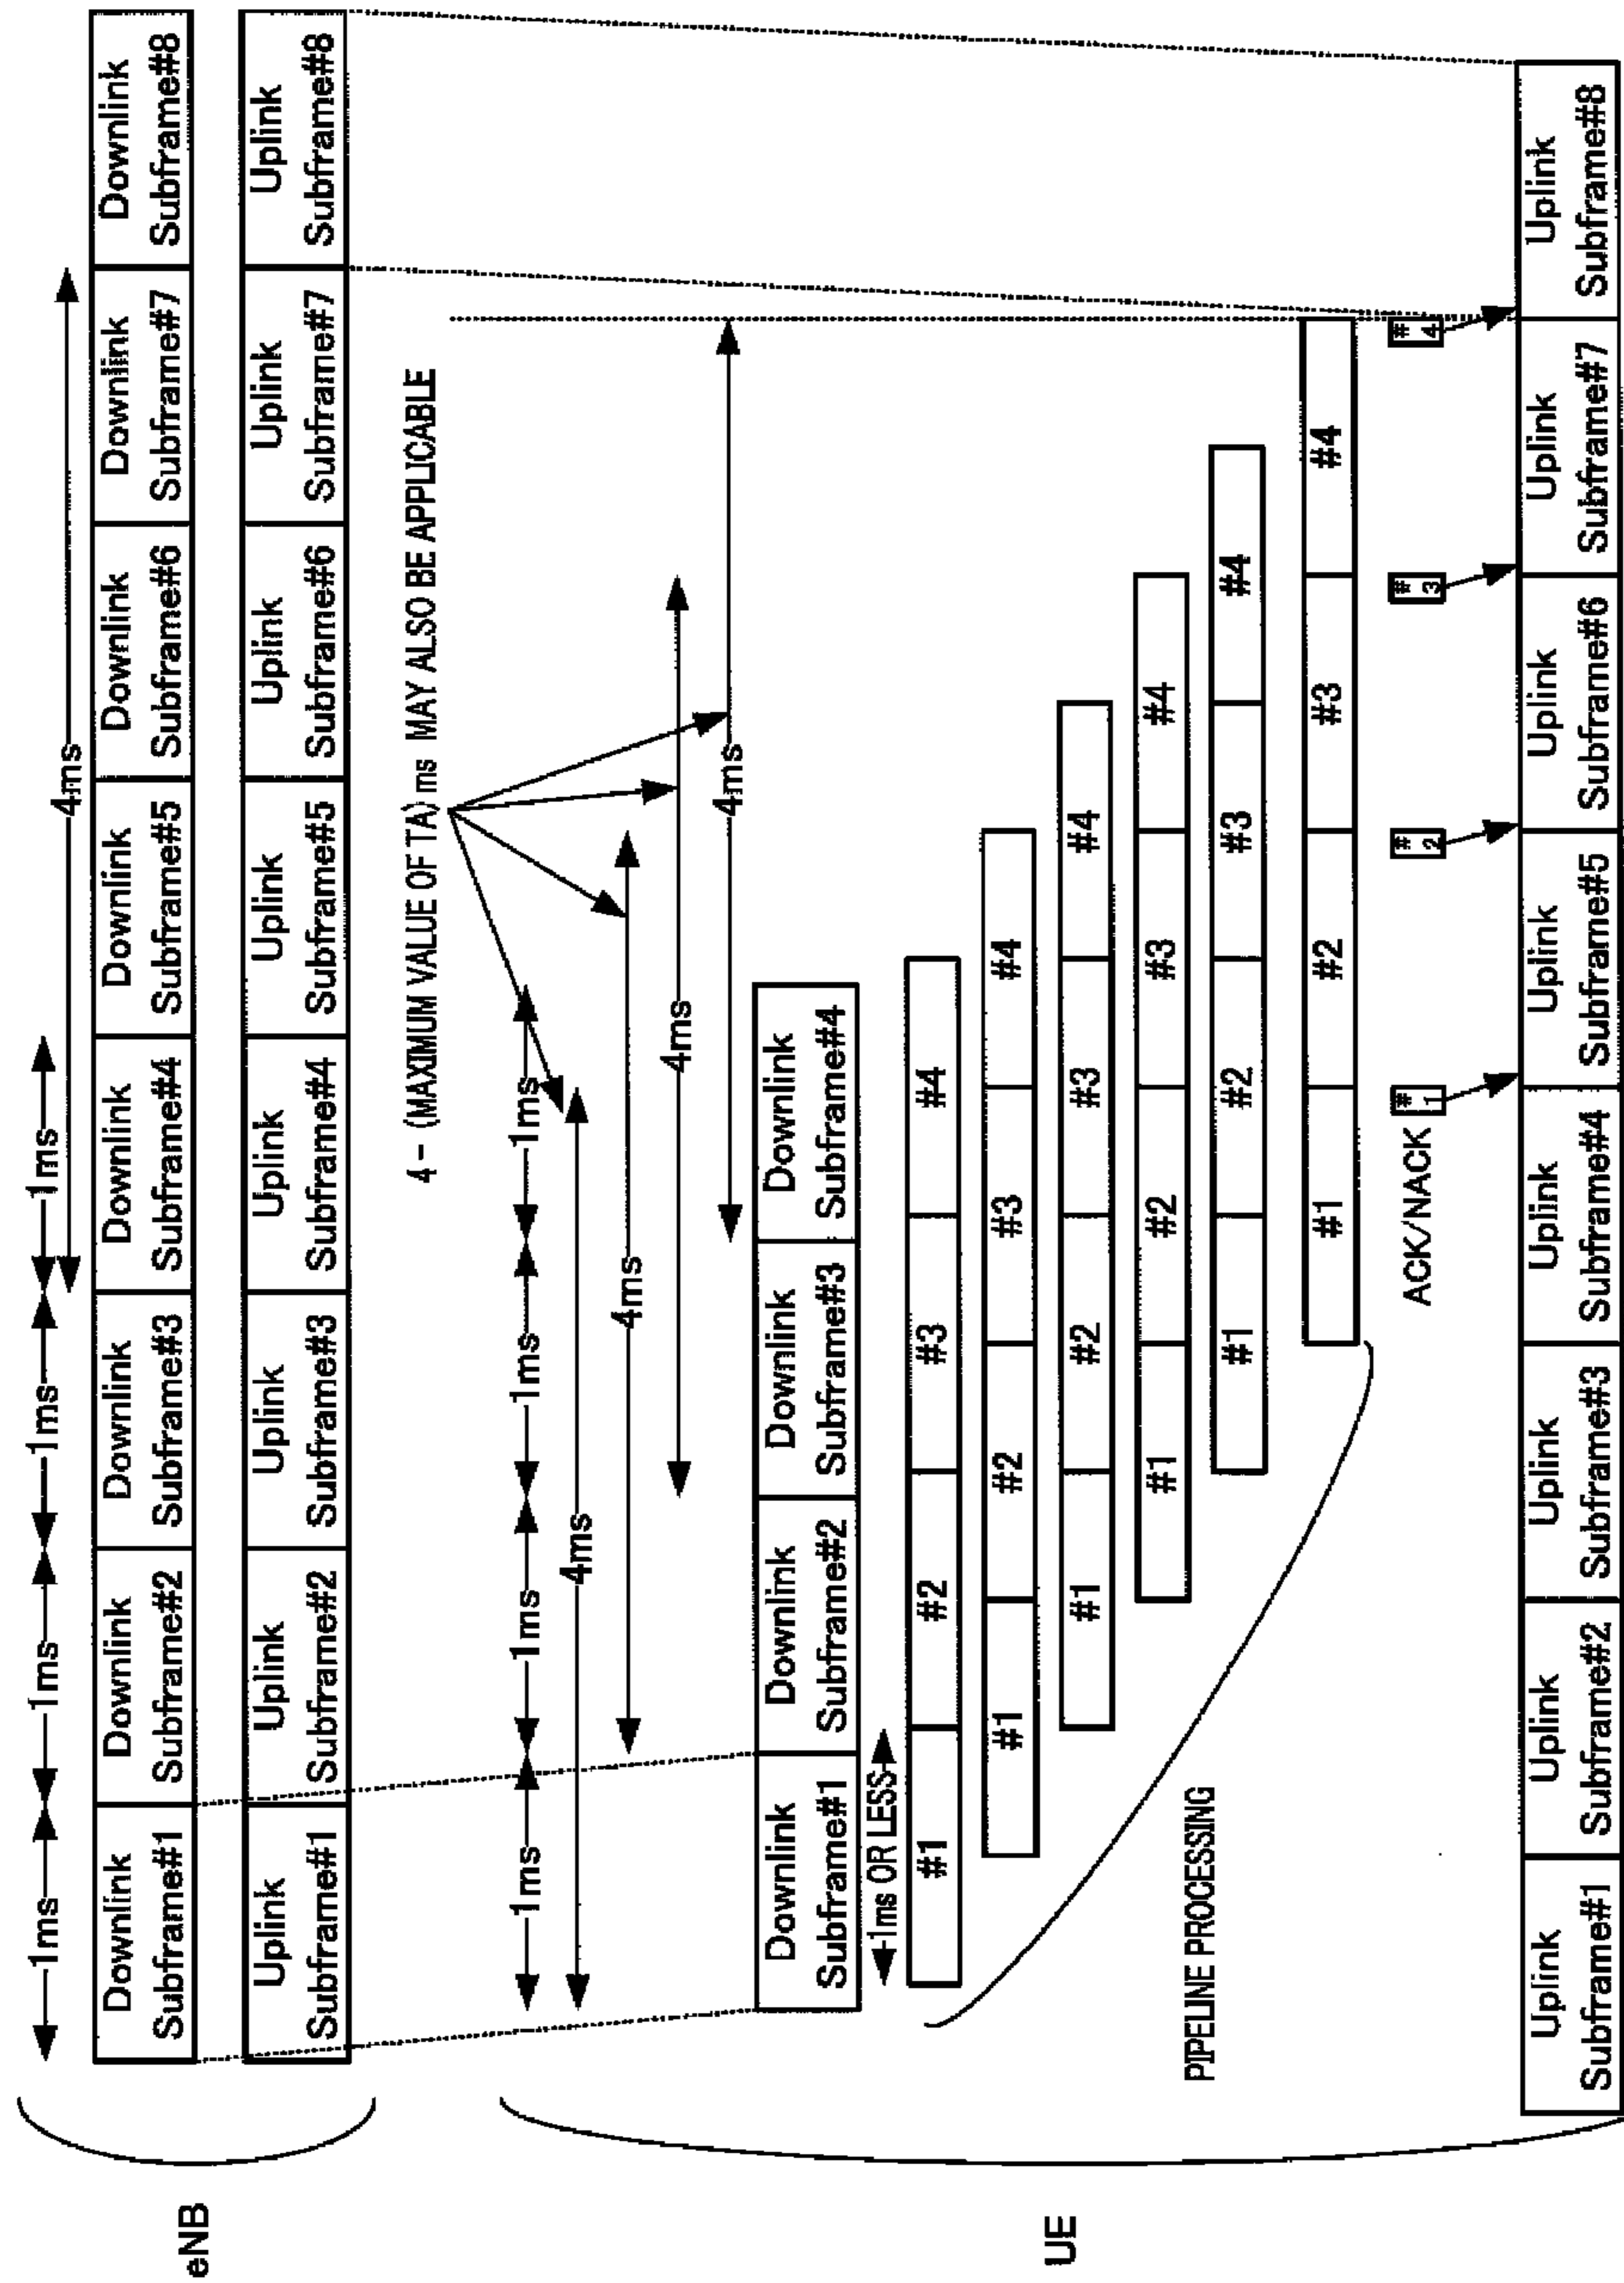 eNB
1ms
1ms
1ms
1ms
4ms
Downlink
Subframe#1
Downlink
Subframe#2
Downlink
Subframe#3
Downlink
Subframe#4
Downlink
Subframe#5
Downlink
Subframe#6
Downlink
Subframe#7
Downlink
Subframe#8
Uplink
Subframe#1
Uplink
Subframe#2
Uplink
Subframe#3
Uplink
Subframe#4
Uplink
Subframe#5
Uplink
Subframe#6
Uplink
Subframe#7
Uplink
Subframe#8
4- (MAXIMUM VALUE OF TA) ms MAY ALSO BE APPLICABLE
UE
1ms
1ms
1ms
1ms
4ms
4ms
4ms
4ms
Downlink
Subframe#1
Downlink
Subframe#2
Downlink
Subframe#3
Downlink
Subframe#4
1ms OR LESS
#1 #2 #3 #4
#1 #2 #3 #4
#1 #2 #3 #4
#1 #2 #3 #4
#1 #2 #3 #4
#1 #2 #3 #4
PIPELINE PROCESSING
ACK/NACK
#1
#2
#3
#4
Uplink
Subframe#1
Uplink
Subframe#2
Uplink
Subframe#3
Uplink
Subframe#4
Uplink
Subframe#5
Uplink
Subframe#6
Uplink
Subframe#7
Uplink
Subframe#8